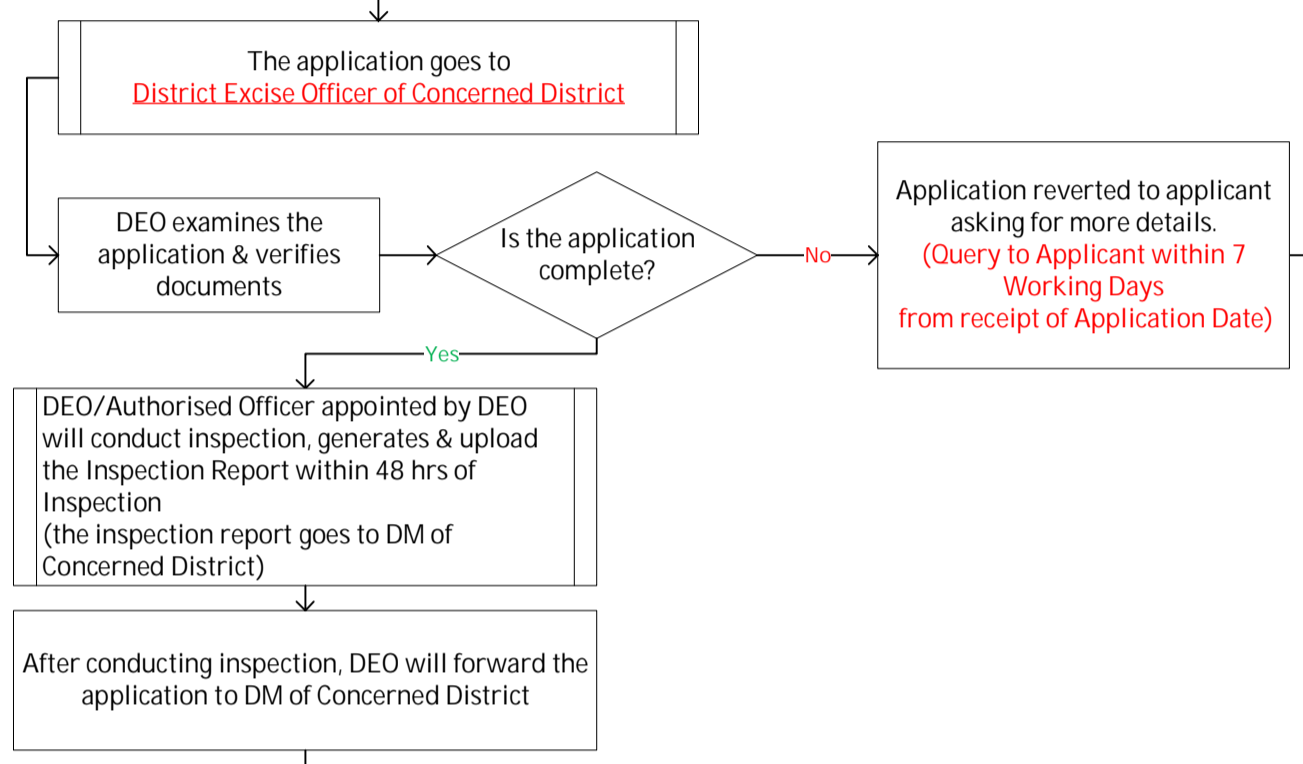 The application goes to
District Excise Officer of Concerned District
DEO examines the
application & verifies
documents
Is the application
complete?
No
Application reverted to applicant
asking for more details.
(Query to Applicant within 7
Working Days
from receipt of Application Date)
Yes
DEO/Authorised Officer appointed by DEO
will conduct inspection, generates & upload
the Inspection Report within 48 hrs of
Inspection
(the inspection report goes to DM of
Concerned District)
After conducting inspection, DEO will forward the
application to DM of Concerned District